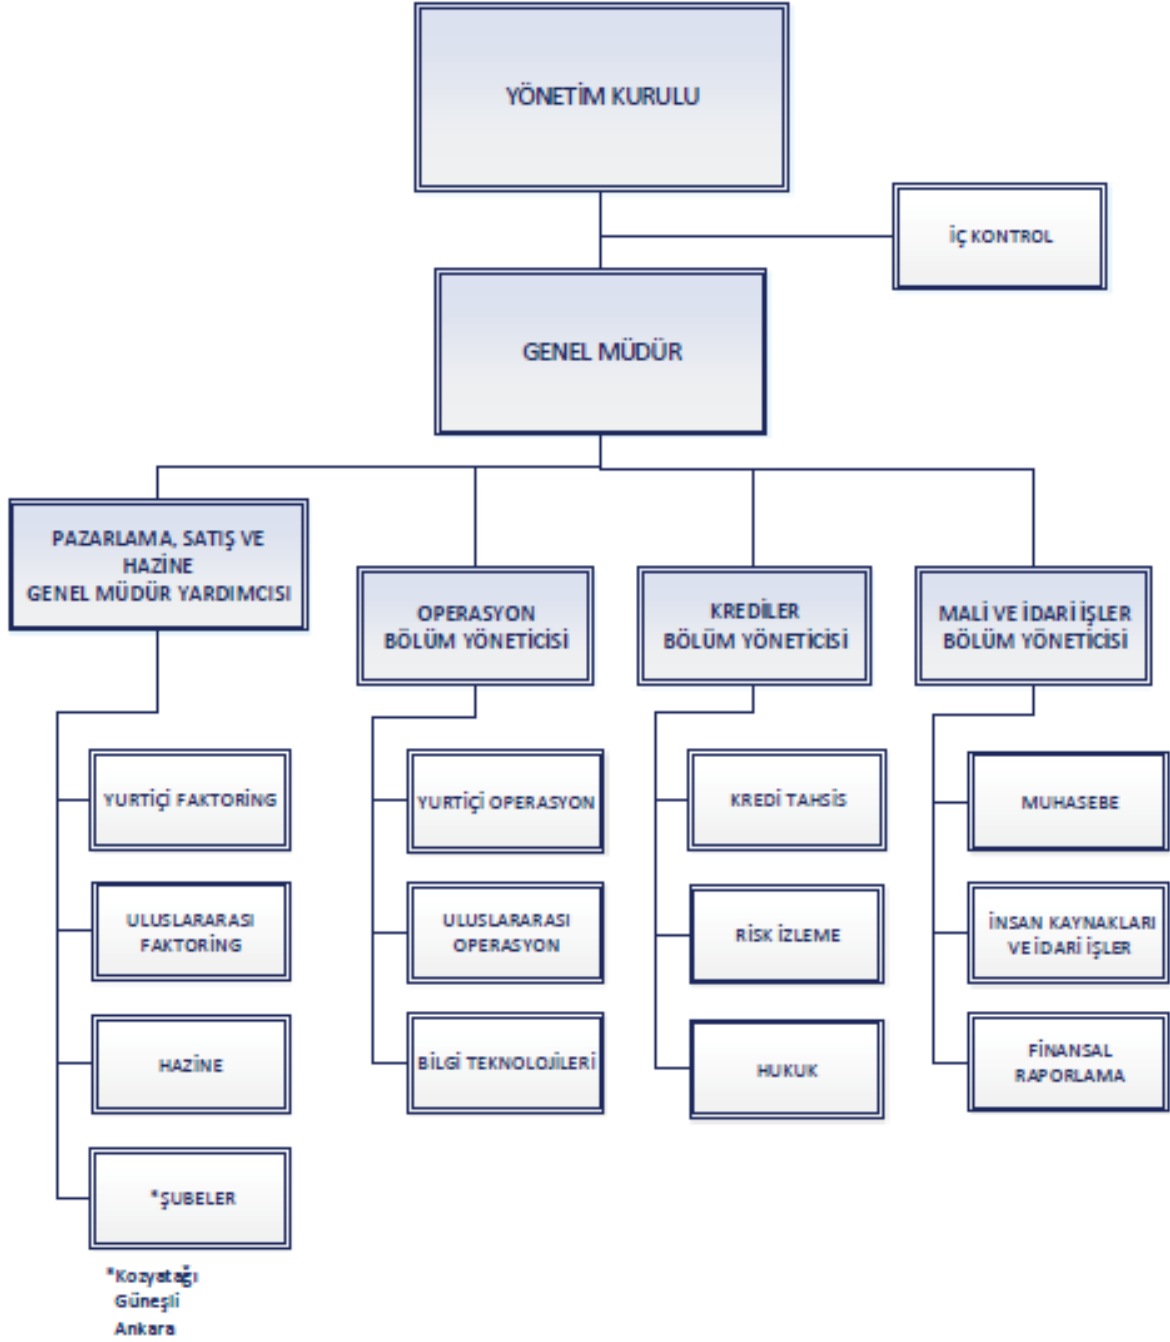 YÖNETİM KURULU
İÇ KONTROL
GENEL MÜDÜR
PAZARLAMA, SATIŞ VE
HAZİNE
GENEL MÜDÜR YARDIMCISI
OPERASYON
BÖLÜM YÖNETİCİSİ
KREDİLER
BÖLÜM YÖNETİCİSİ
MALİ VE İDARİ İŞLER
BÖLÜM YÖNETİCİSİ
YURTİÇİ FAKTORİNG
ULUSLARARASI
FAKTORİNG
HAZİNE
*ŞUBELER
*Kozyatağı
Güneşli
Ankara
YURTİÇİ OPERASYON
ULUSLARARASI
OPERASYON
BİLGİ TEKNOLOJİLERİ
KREDİ TAHSİS
RİSK İZLEME
HUKUK
MUHASEBE
İNSAN KAYNAKLARI
VE İDARİ İŞLER
FİNANSAL
RAPORLAMA